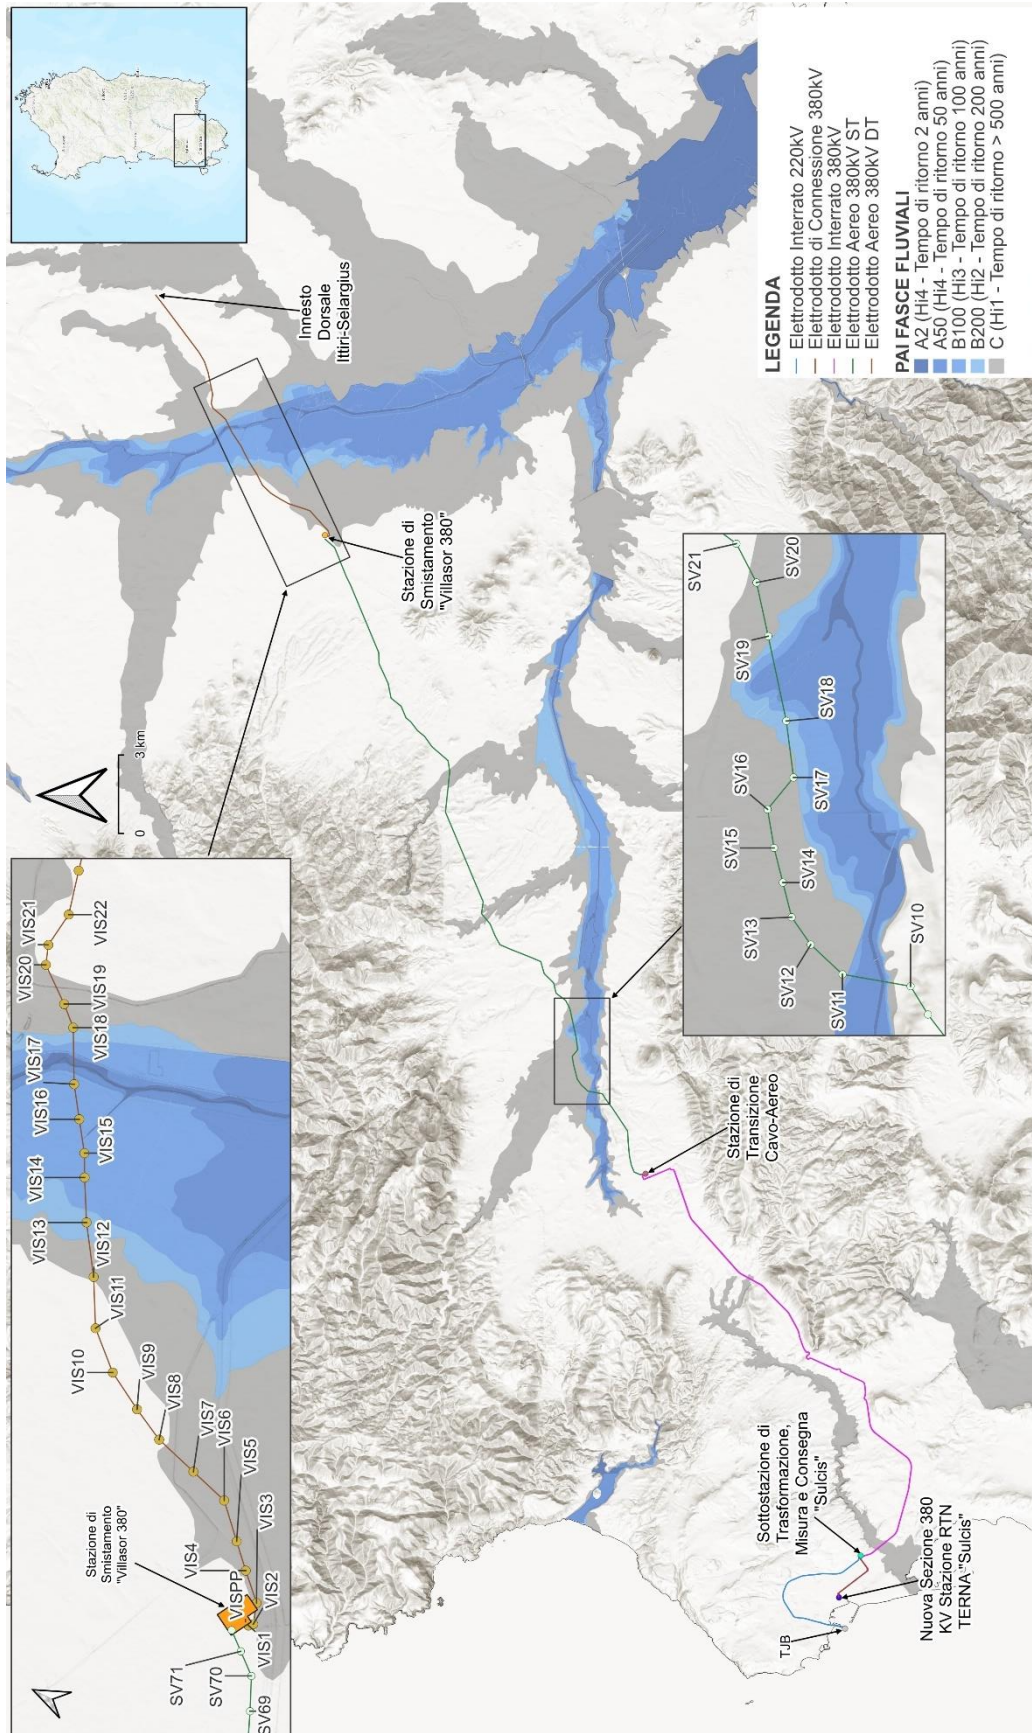 Innesto
Dorsale
Ittiri-Selargius
Stazione di
Smistamento
"Villasor 380"
0
3 km
Stazione di
Transizione
Cavo-Aereo
Sottostazione di
Trasformazione,
Misura e Consegna
"Sulcis"
Nuova Sezione 380
KV Stazione RTN
TERNA "Sulcis"
TJB
Stazione di
Smistamento
"Villasor 380"
SV69
SV70
SV71
VIS1
VISPP
VIS2
VIS4
VIS3
VIS5
VIS6
VIS7
VIS8
VIS9
VIS10
VIS11
VIS12
VIS13
VIS14
VIS15
VIS16
VIS17
VIS18
VIS19
VIS20
VIS21
VIS22
SV10
SV11
SV12
SV13
SV14
SV15
SV16
SV17
SV18
SV19
SV20
SV21
LEGENDA
Elettrodotto Interrato 220kV
Elettrodotto di Connessione 380kV
Elettrodotto Interrato 380kV
Elettrodotto Aereo 380kV ST
Elettrodotto Aereo 380kV DT
PAI FASCE FLUVIALI
A2 (Hi4 - Tempo di ritorno 2 anni)
A50 (Hi4 - Tempo di ritorno 50 anni)
B100 (Hi3 - Tempo di ritorno 100 anni)
B200 (Hi2 - Tempo di ritorno 200 anni)
C (Hi1 - Tempo di ritorno > 500 anni)